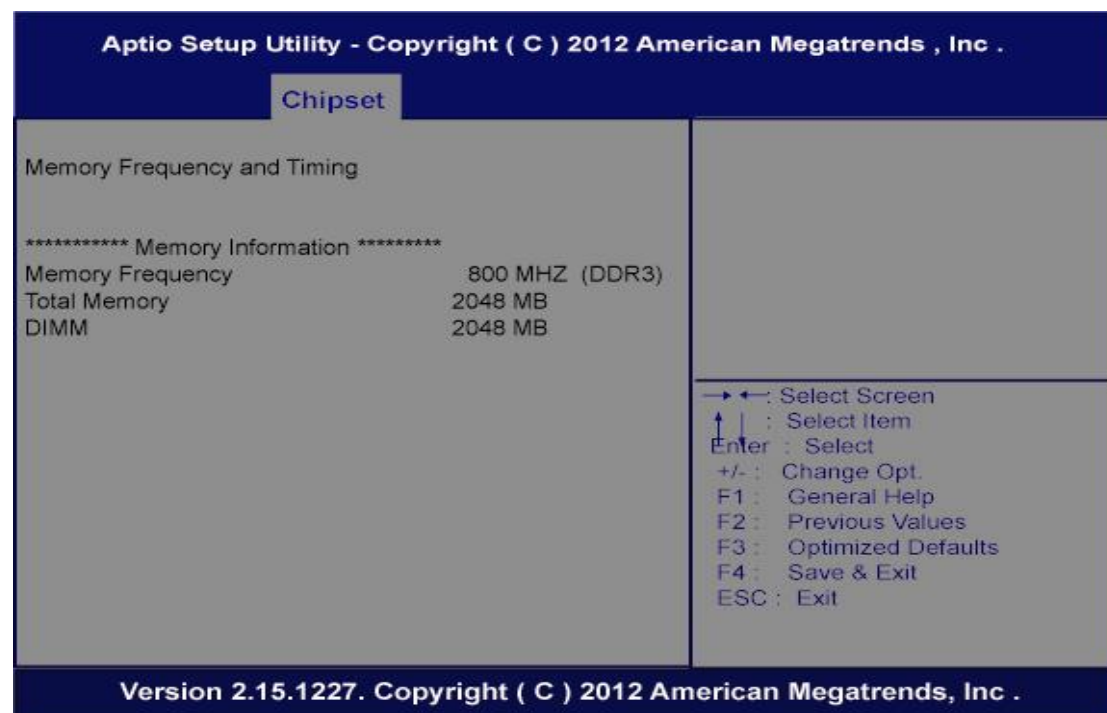 Aptio Setup Utility - Copyright ( C ) 2012 American Megatrends , Inc .
Chipset
Memory Frequency and Timing
*********** Memory Information *********
Memory Frequency 800 MHZ (DDR3)
Total Memory 2048 MB
DIMM 2048 MB
→ ←: Select Screen
↑ ↓ : Select Item
Enter : Select
+/- : Change Opt.
F1 : General Help
F2 : Previous Values
F3 : Optimized Defaults
F4 : Save & Exit
ESC : Exit
Version 2.15.1227. Copyright ( C ) 2012 American Megatrends, Inc .